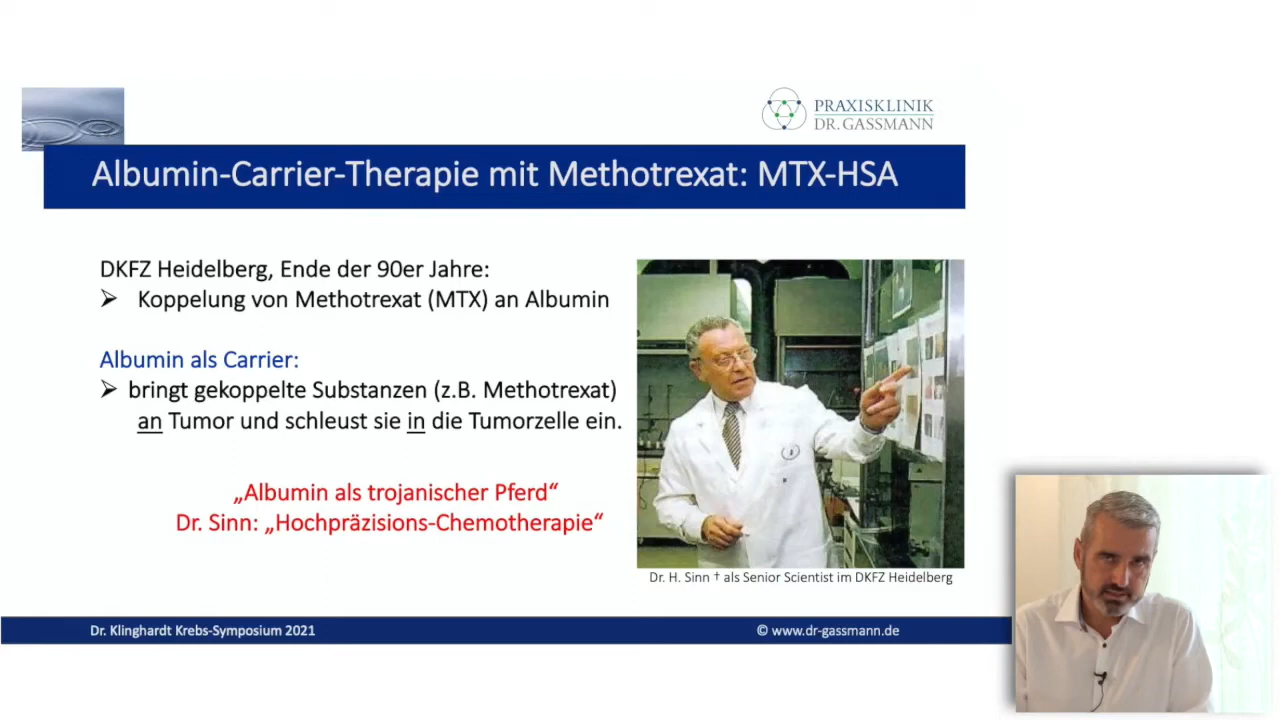 PRAXISKLINIK
DR. GASSMANN
Albumin-Carrier-Therapie mit Methotrexat: MTX-HSA
DKFZ Heidelberg, Ende der 90er Jahre:
➢ Koppelung von Methotrexat (MTX) an Albumin
Albumin als Carrier:
➢ bringt gekoppelte Substanzen (z.B. Methotrexat)
an Tumor und schleust sie in die Tumorzelle ein.
„Albumin als trojanischer Pferd“
Dr. Sinn: „Hochpräzisions-Chemotherapie“
Dr. H. Sinn † als Senior Scientist im DKFZ Heidelberg
Dr. Klinghardt Krebs-Symposium 2021
© www.dr-gassmann.de